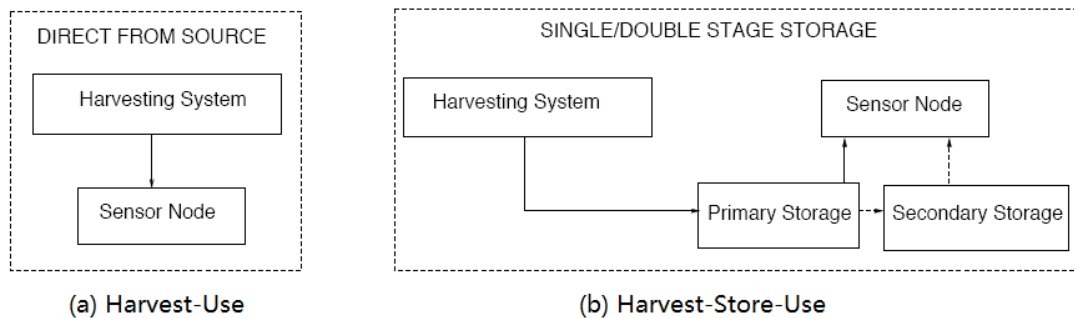 DIRECT FROM SOURCE
Harvesting System
Sensor Node
(a) Harvest-Use
SINGLE/DOUBLE STAGE STORAGE
Harvesting System
Sensor Node
Primary Storage
Secondary Storage
(b) Harvest-Store-Use